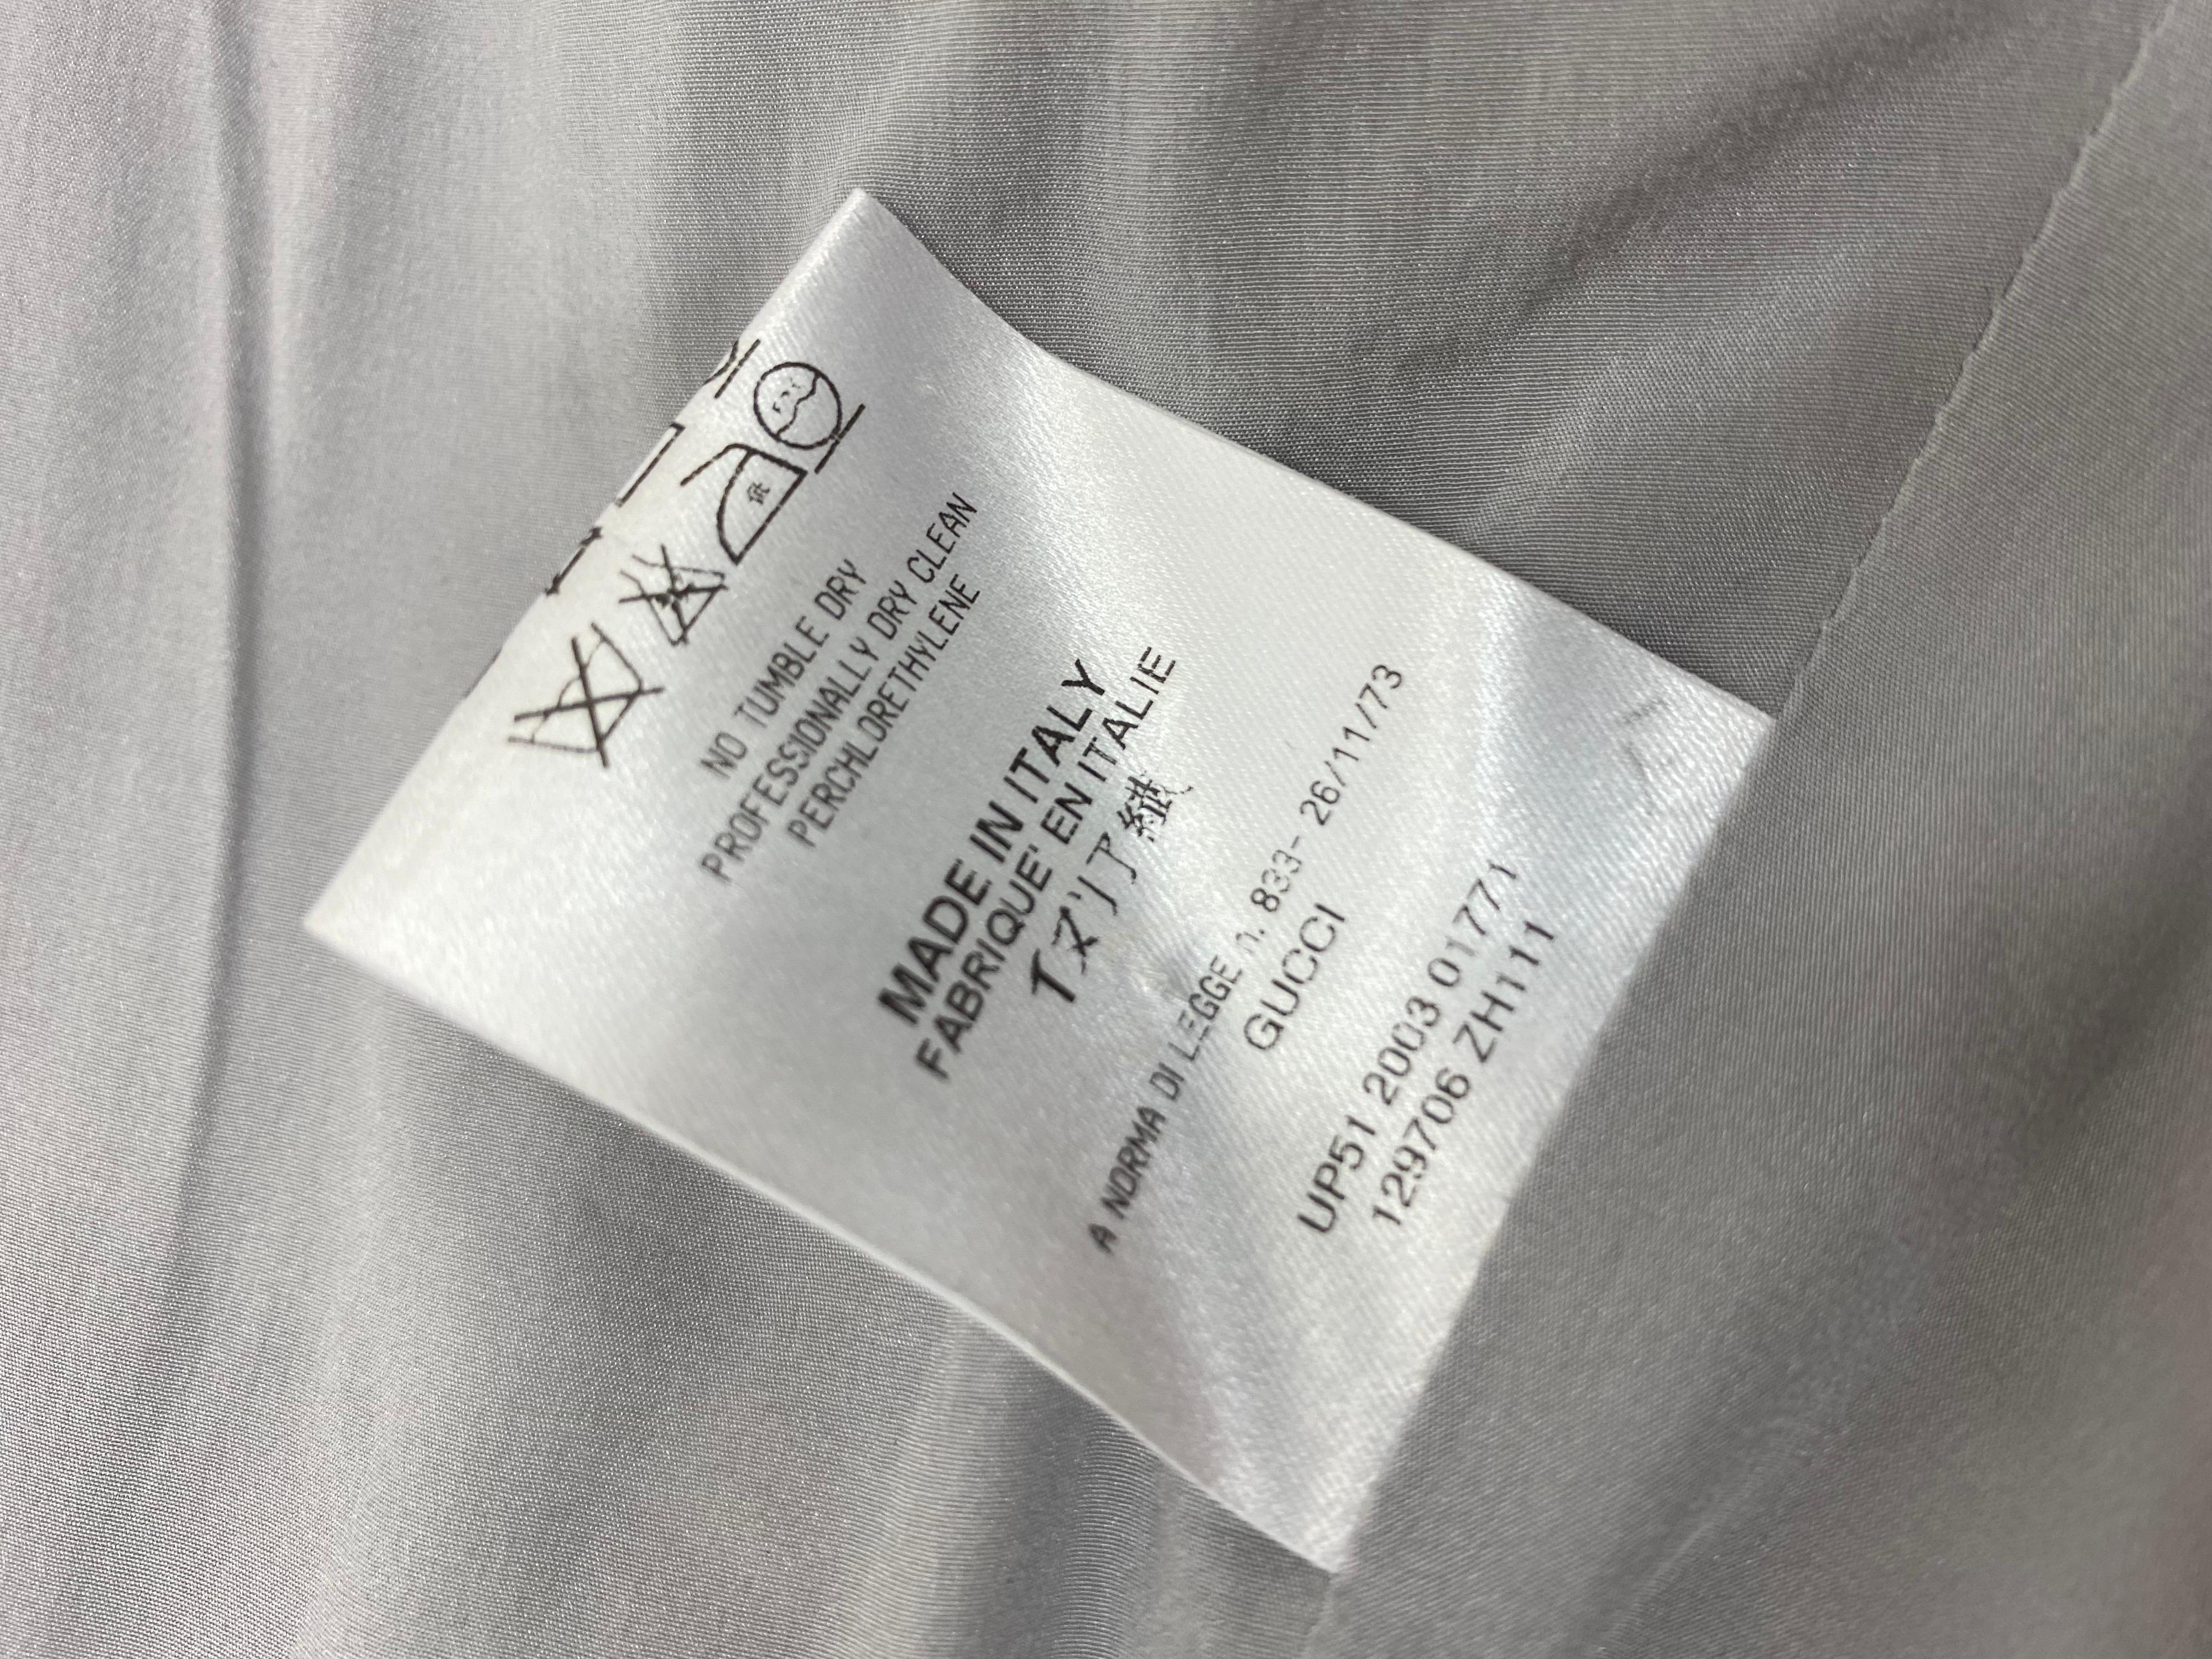 NO TUMBLE DRY
PROFESSIONALLY DRY CLEAN
PERCHLORETHYLENE
MADE IN ITALY
FABRIQUE' EN ITALIE
A NORMA DI LEGGE n. 833- 26/11/73
GUCCI
UP51 2003 01771
129706 ZH111